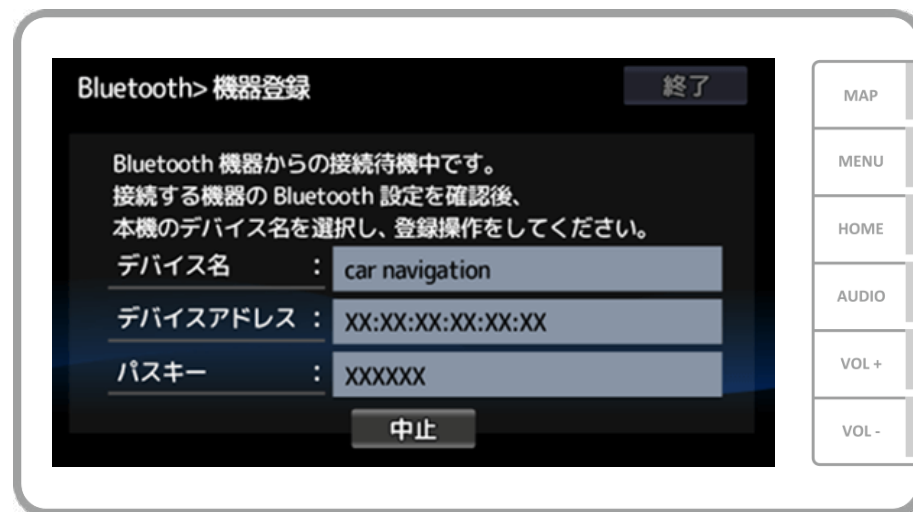 Bluetooth> 機器登録
終了
Bluetooth 機器からの接続待機中です。
接続する機器の Bluetooth 設定を確認後、
本機のデバイス名を選択し、登録操作をしてください。
デバイス名 : car navigation
デバイスアドレス : XX:XX:XX:XX:XX:XX
パスキー : XXXXXX
中止
MAP
MENU
HOME
AUDIO
VOL +
VOL -